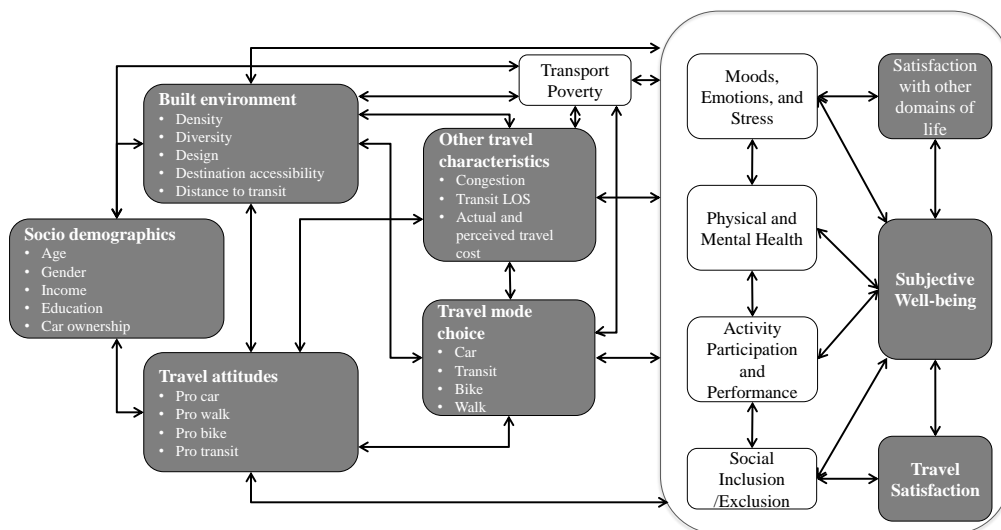 Transport
Poverty
Built environment
• Density
• Diversity
• Design
• Destination accessibility
• Distance to transit
Other travel
characteristics
• Congestion
• Transit LOS
• Actual and
perceived travel
cost
Socio demographics
• Age
• Gender
• Income
• Education
• Car ownership
Travel mode
choice
• Car
• Transit
• Bike
• Walk
Travel attitudes
• Pro car
• Pro walk
• Pro bike
• Pro transit
Moods,
Emotions, and
Stress
Satisfaction
with other
domains of
life
Physical and
Mental Health
Subjective
Well-being
Activity
Participation
and
Performance
Social
Inclusion
/Exclusion
Travel
Satisfaction